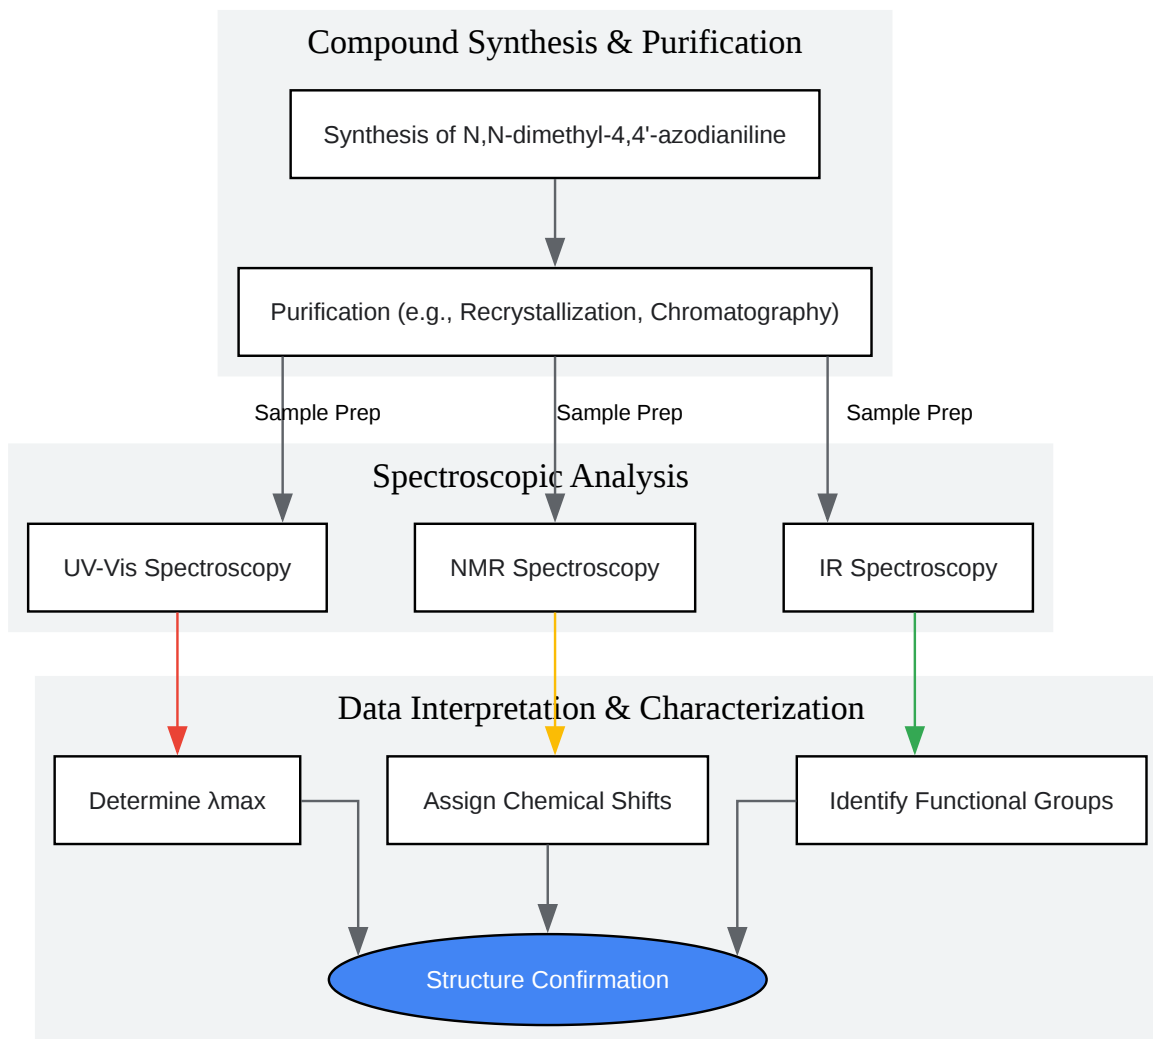 Compound Synthesis & Purification
Synthesis of N,N-dimethyl-4,4'-azodianiline
Purification (e.g., Recrystallization, Chromatography)
Sample Prep
Sample Prep
Sample Prep
Spectroscopic Analysis
UV-Vis Spectroscopy
NMR Spectroscopy
IR Spectroscopy
Data Interpretation & Characterization
Determine λmax
Assign Chemical Shifts
Identify Functional Groups
Structure Confirmation